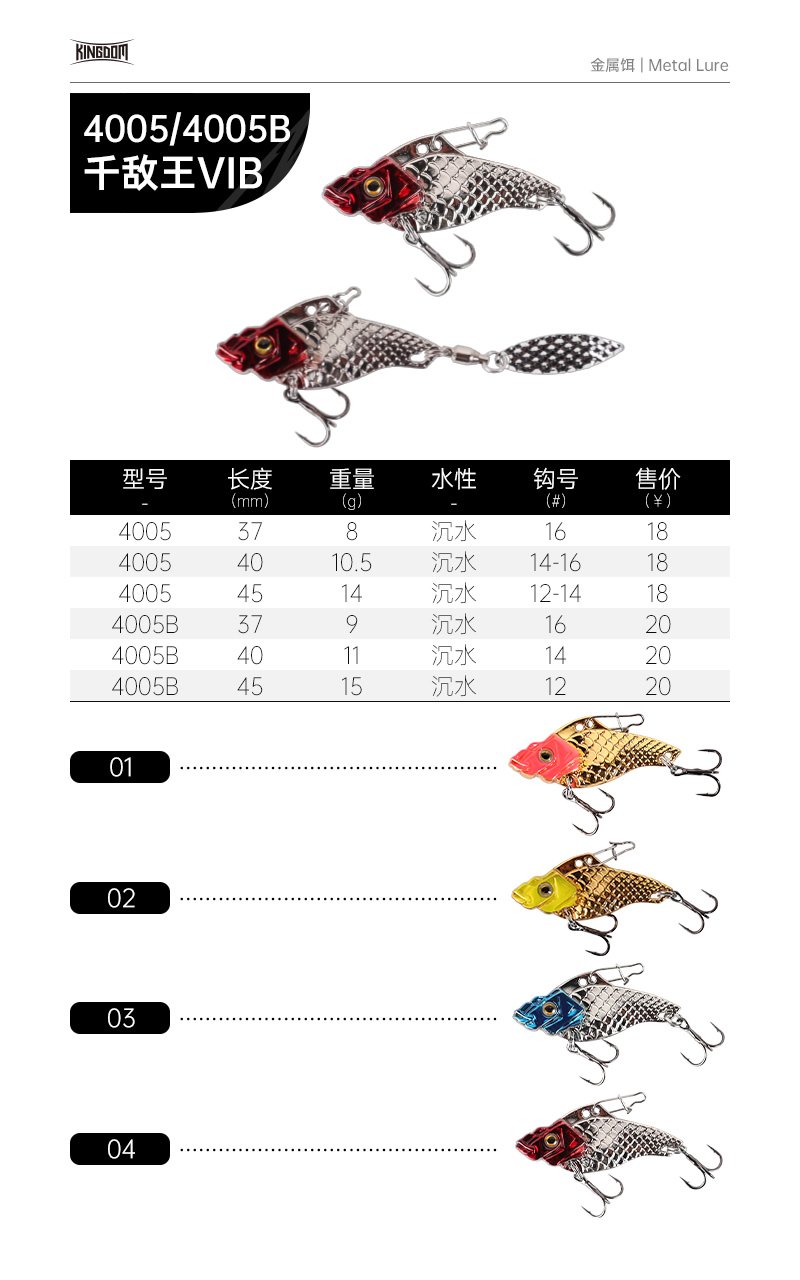 KINGDOM
金属饵 | Metal Lure
4005/4005B
千敌王VIB
型号 长度 重量 水性 钩号 售价
- (mm) (g) - (#) (¥)
4005 37 8 沉水 16 18
4005 40 10.5 沉水 14-16 18
4005 45 14 沉水 12-14 18
4005B 37 9 沉水 16 20
4005B 40 11 沉水 14 20
4005B 45 15 沉水 12 20
01
02
03
04